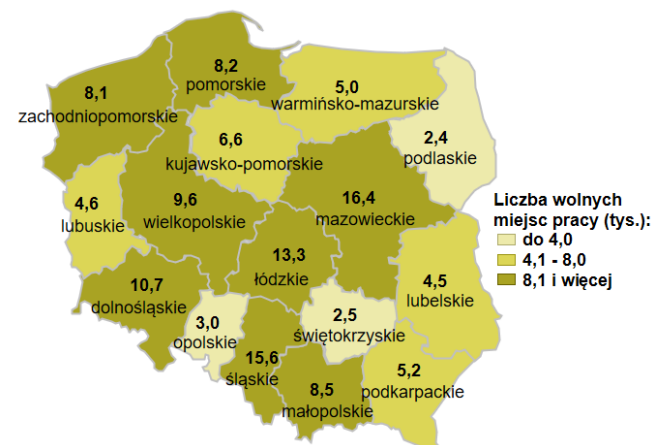 8,2
pomorskie
8,1
zachodniopomorskie
5,0
warmińsko-mazurskie
6,6
kujawsko-pomorskie
2,4
podlaskie
4,6
lubuskie
9,6
wielkopolskie
16,4
mazowieckie
Liczba wolnych
miejsc pracy (tys.):
do 4,0
4,1 - 8,0
8,1 i więcej
13,3
łódzkie
10,7
dolnośląskie
4,5
lubelskie
3,0
opolskie
2,5
świętokrzyskie
15,6
śląskie
8,5
małopolskie
5,2
podkarpackie